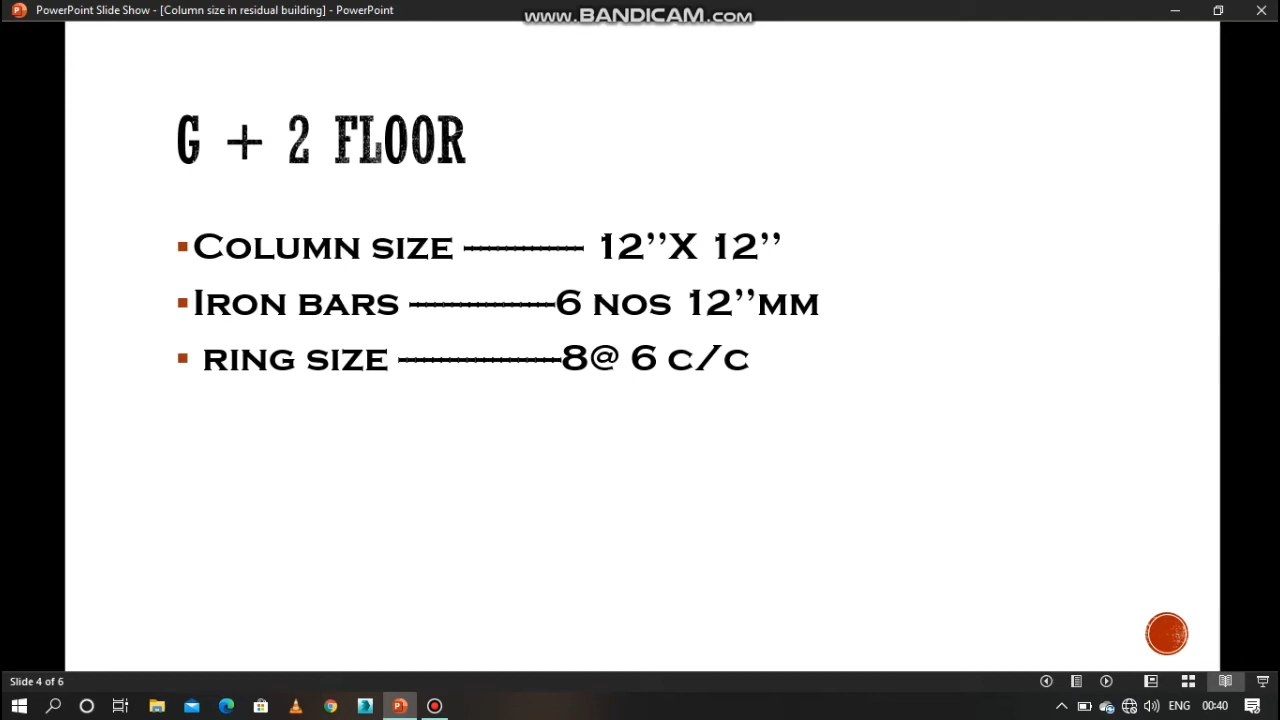 PowerPoint Slide Show - [Column size in residual building] - PowerPoint
www.BANDICAM.com
G + 2 FLOOR
▪Column size ------------ 12’’X 12’’
▪Iron bars --------------6 nos 12’’mm
▪ ring size ----------------8@ 6 c/c
Slide 4 of 6
ENG
00:40